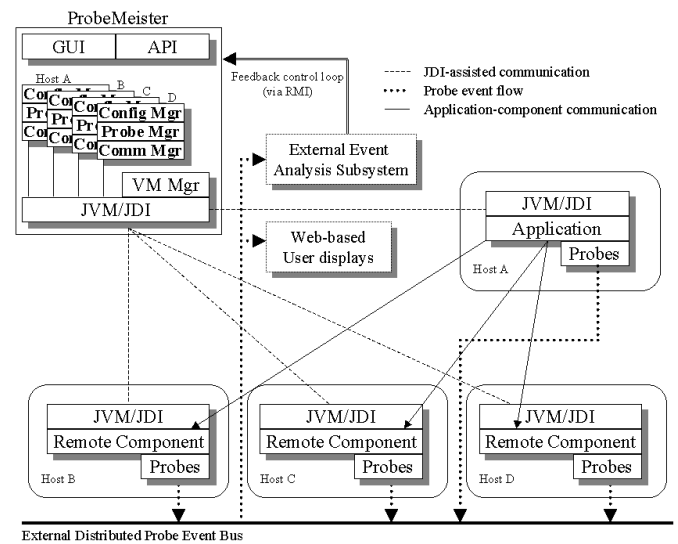 ProbeMeister
GUI
API
Host A
B
C
D
Config Mgr
Probe Mgr
Comm Mgr
VM Mgr
JVM/JDI
Feedback control loop
(via RMI)
JDI-assisted communication
Probe event flow
Application-component communication
External Event
Analysis Subsystem
Web-based
User displays
JVM/JDI
Application
Probes
Host A
JVM/JDI
Remote Component
Probes
Host B
JVM/JDI
Remote Component
Probes
Host C
JVM/JDI
Remote Component
Probes
Host D
External Distributed Probe Event Bus